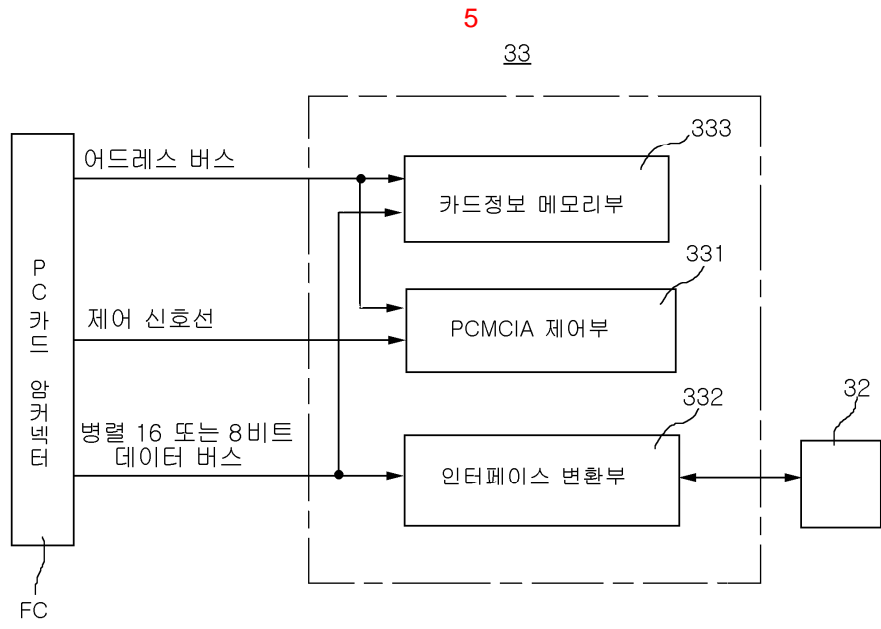 5
33
333
어드레스 버스
카드정보 메모리부
331
PC카드 암커넥터
제어 신호선
PCMCIA 제어부
332
32
병렬 16 또는 8비트
데이터 버스
인터페이스 변환부
FC